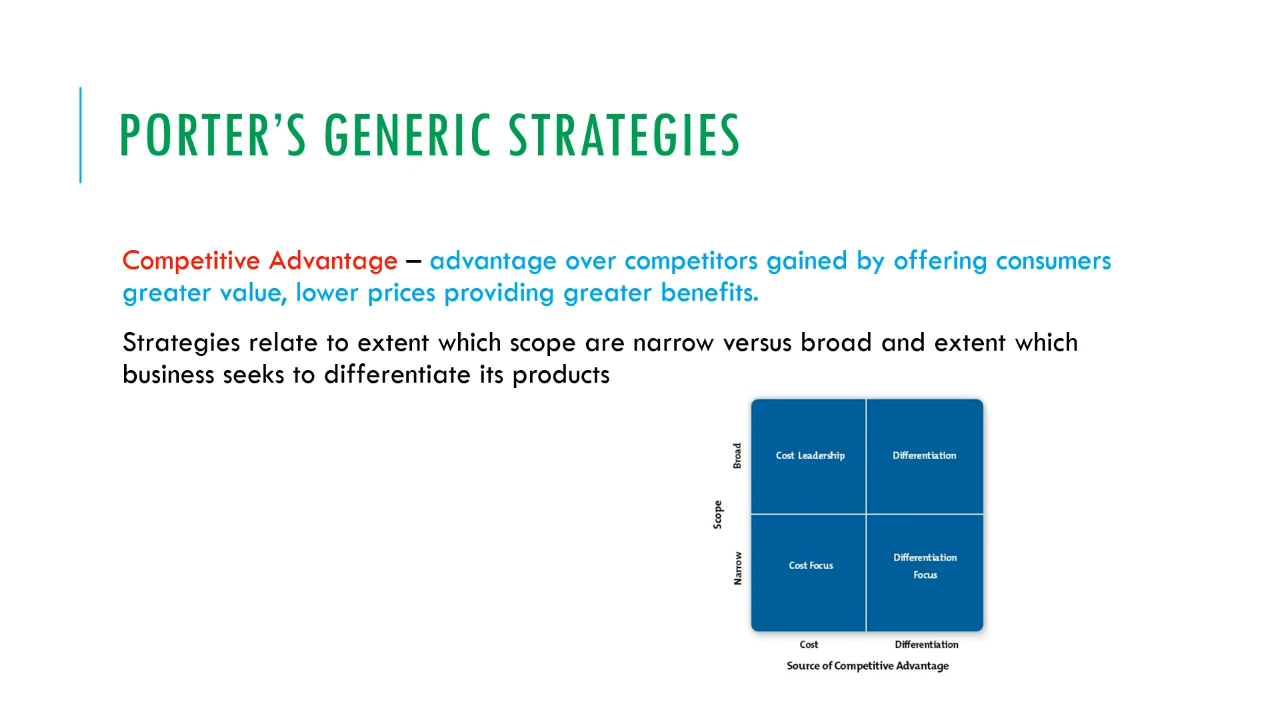 PORTER'S GENERIC STRATEGIES
Competitive Advantage – advantage over competitors gained by offering consumers
greater value, lower prices providing greater benefits.
Strategies relate to extent which scope are narrow versus broad and extent which
business seeks to differentiate its products
Broad
Cost Leadership
Differentiation
Scope
Narrow
Cost Focus
Differentiation
Focus
Cost
Differentiation
Source of Competitive Advantage